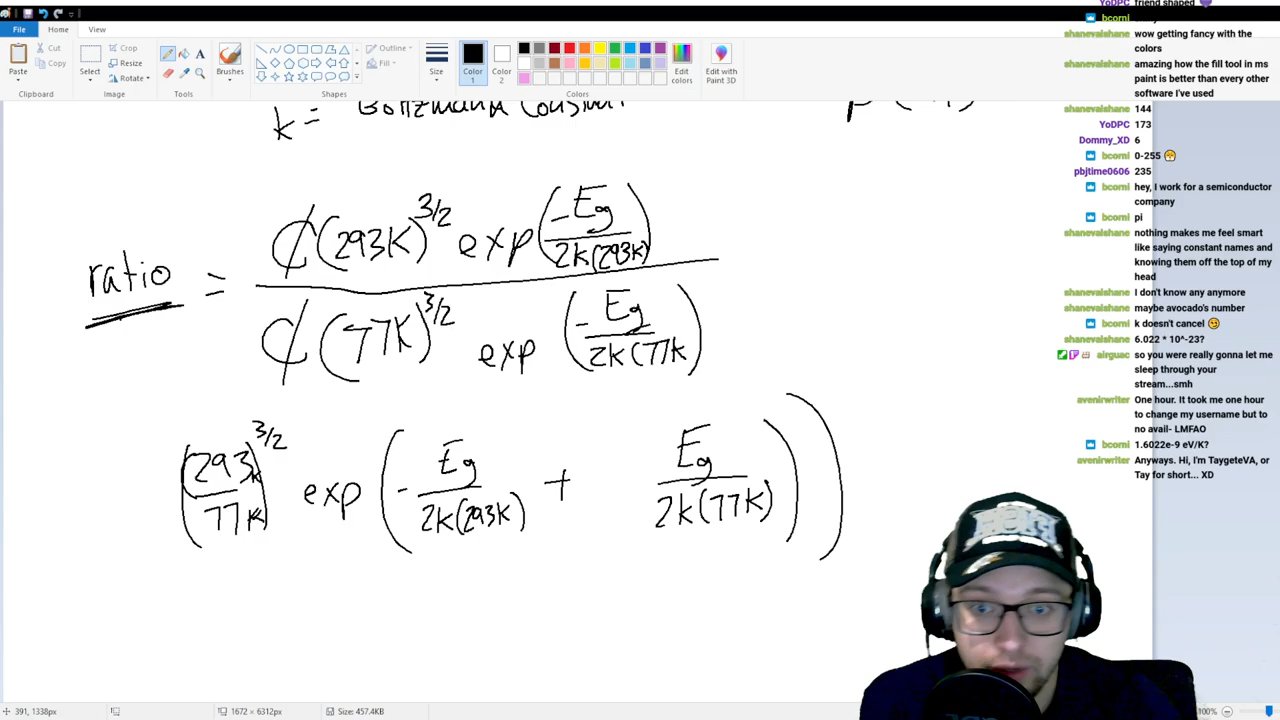 File
Home
View
Paste
Cut
Copy
Clipboard
Select
Crop
Resize
Rotate
Image
Tools
Brushes
Shapes
Outline
Fill
Size
Color 1
Color 2
Colors
Edit colors
Edit with Paint 3D
k = Boltzmann Constant
ratio = C(293K)^3/2 exp(-Eg/2k(293K)
C(77K)^3/2 exp(-Eg/2k(77K)
(293K/77K)^3/2 exp(-Eg/2k(293K) + Eg/2k(77K)))
YoDPC friend shaped 💜
bcorni
shanevalshane wow getting fancy with the
colors
shanevalshane amazing how the fill tool in ms
paint is better than every other
software I've used
shanevalshane 144
YoDPC 173
Dommy_XD 6
bcorni 0-255
pbjtime0606 235
bcorni hey, I work for a semiconductor
company
bcorni pi
shanevalshane nothing makes me feel smart
like saying constant names and
knowing them off the top of my
head
shanevalshane I don't know any anymore
shanevalshane maybe avocado's number
bcorni k doesn't cancel 😏
shanevalshane 6.022 * 10^-23?
airguac so you were really gonna let me
sleep through your
stream...smh
avenirwriter One hour. It took me one hour
to change my username but to
no avail- LMFAO
bcorni 1.6022e-9 eV/K?
avenirwriter Anyways. Hi, I'm TaygeteVA, or
Tay for short... XD
391, 1338px
1672 × 6312px
Size: 457.4KB
100%